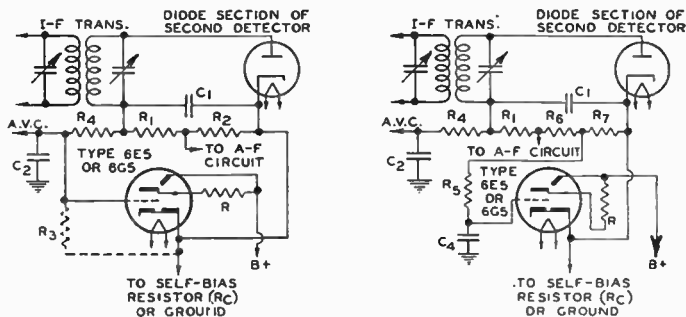 I-F TRANS.
DIODE SECTION OF
SECOND DETECTOR
C1
R4
R1
R2
A.V.C.
TO A-F
CIRCUIT
C2
TYPE 6E5
OR 6G5
R
R3
B+
TO SELF-BIAS
RESISTOR (RC)
OR GROUND
I-F TRANS.
DIODE SECTION OF
SECOND DETECTOR
C1
R4
R1
R6
R7
A.V.C.
TO A-F CIRCUIT
C2
TYPE
6E5
OR
6G5
R5
R
C4
B+
.TO SELF-BIAS
RESISTOR (RC)
OR GROUND